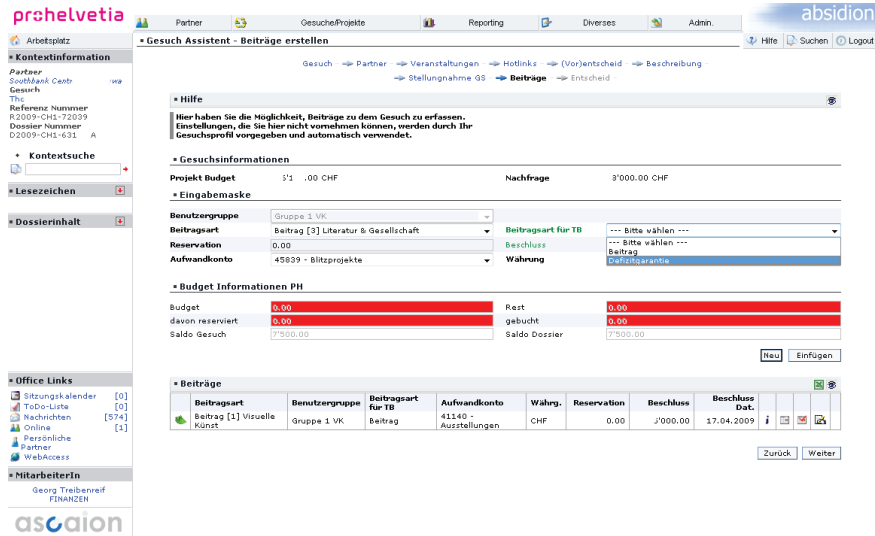 prohelvetia
Partner Gesuche/Projekte Reporting Diverses Admin.
absidion
Arbeitsplatz
Gesuch Assistent - Beiträge erstellen
Hilfe Suchen Logout
Kontextinformation
Partner
Southbank Centr
Gesuch
Referenz Nummer
R2009-CH1-72039
Dossier Nummer
D2009-CH1-631 A
Kontextsuche
Lesezeichen
Dossierinhalt
Office Links
Sitzungskalender [0]
ToDo-Liste [0]
Nachrichten [574]
Online [1]
Persönliche
Partner
WebAccess
MitarbeiterIn
Georg Treibenreif
FINANZEN
ascaion
Gesuch Partner Veranstaltungen Hotlinks (Vor)entscheid Beschreibung
Stellungnahme GS Beiträge Entscheid
Hilfe
Hier haben Sie die Möglichkeit, Beiträge zu dem Gesuch zu erfassen.
Einstellungen, die Sie hier nicht vornehmen können, werden durch Ihr
Gesuchsprofil vorgegeben und automatisch verwendet.
Gesuchsinformationen
Projekt Budget .00 CHF Nachfrage 000.00 CHF
Eingabemaske
Benutzergruppe Gruppe 1 VK
Beitragsart Beitrag [3] Literatur & Gesellschaft Beitragsart für TB --- Bitte wählen ---
Reservation 0.00 Beschluss --- Bitte wählen ---
Beitrag
Aufwandkonto 45839 - Blitzprojekte Währung Defizitgarantie
Budget Informationen PH
Budget 0.00 Rest 0.00
davon reserviert 0.00 gebucht 0.00
Saldo Gesuch 7'500.00 Saldo Dossier 7'500.00
Neu Einfügen
Beiträge
Beitragsart Benutzergruppe Beitragsart für TB Aufwandkonto Währg. Reservation Beschluss Beschluss Dat.
Beitrag [1] Visuelle Künst Gruppe 1 VK Beitrag 41140 - Ausstellungen CHF 0.00 000.00 17.04.2009
Zurück Weiter